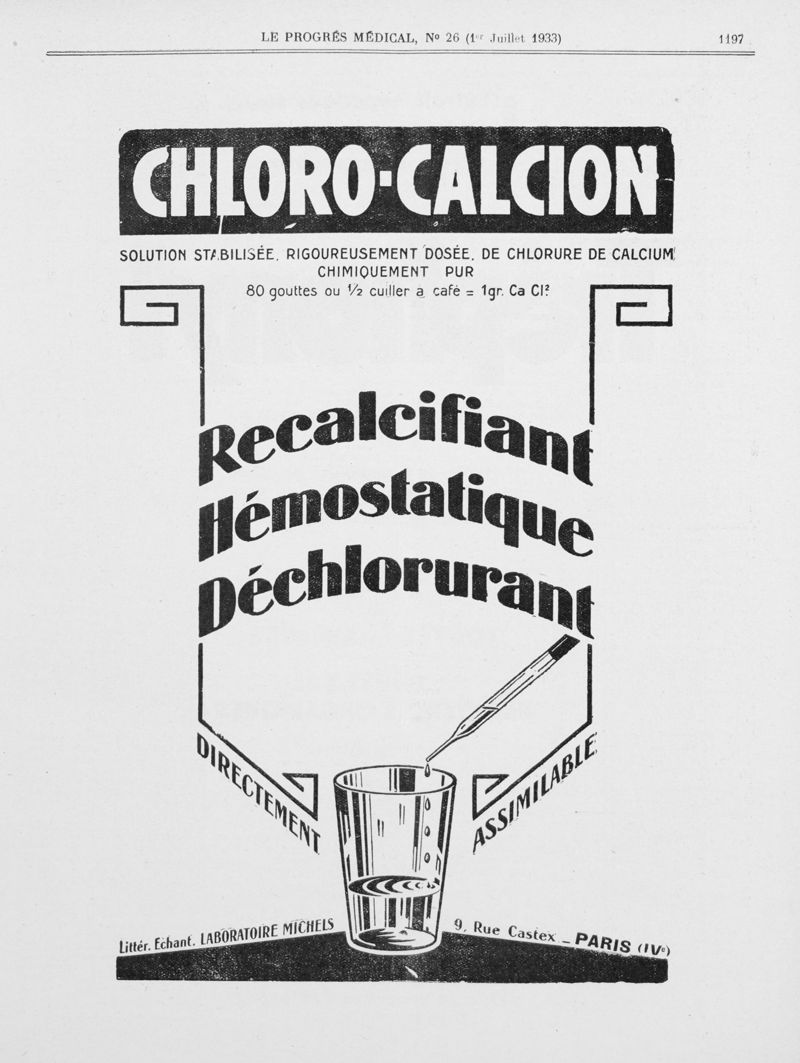 LE PROGRÉS MÉDICAL, Nº 26 (1er Juillet 1933)
1197
CHLORO-CALCION
SOLUTION STABILISÉE, RIGOUREUSEMENT DOSÉE, DE CHLORURE DE CALCIUM
CHIMIQUEMENT PUR
80 gouttes ou ½ cuiller a café = 1gr. Ca Cl²
Recalcifiant
Hémostatique
Déchlorurant
DIRECTEMENT
ASSIMILABLE
Littér. Echant. LABORATOIRE MICHELS
9, Rue Castex _ PARIS (IVe)